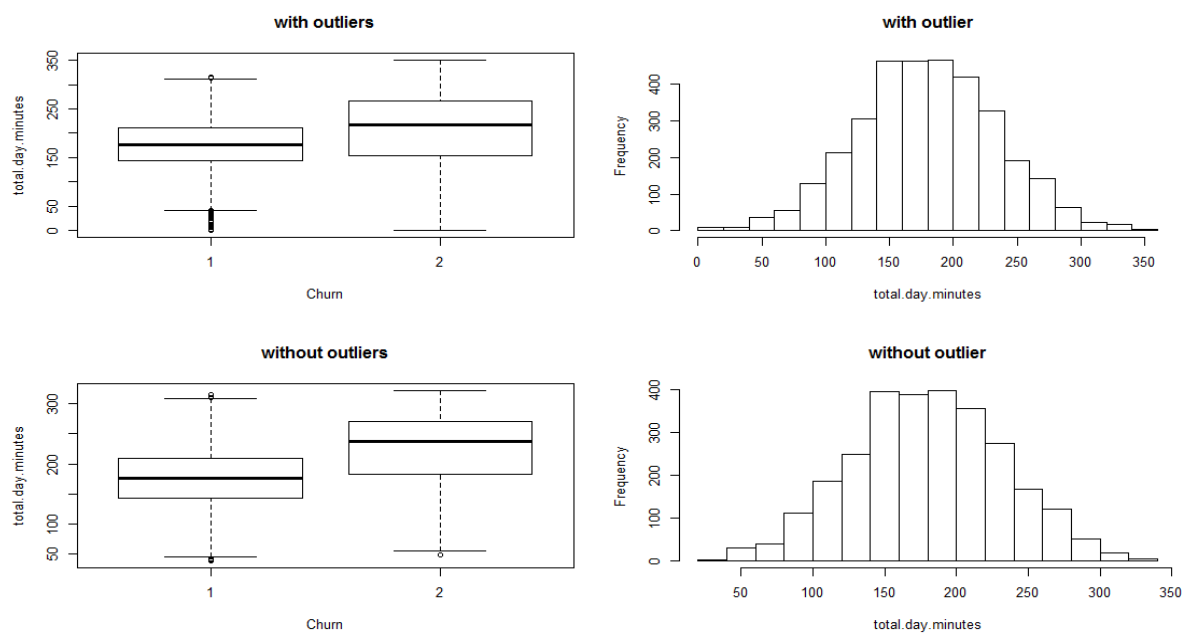 with outliers
total.day.minutes
0 50 150 250 350
1 2
Churn
with outlier
Frequency
0 100 200 300 400
0 50 100 150 200 250 300 350
total.day.minutes
without outliers
total.day.minutes
50 100 200 300
1 2
Churn
without outlier
Frequency
0 100 200 300 400
50 100 150 200 250 300 350
total.day.minutes